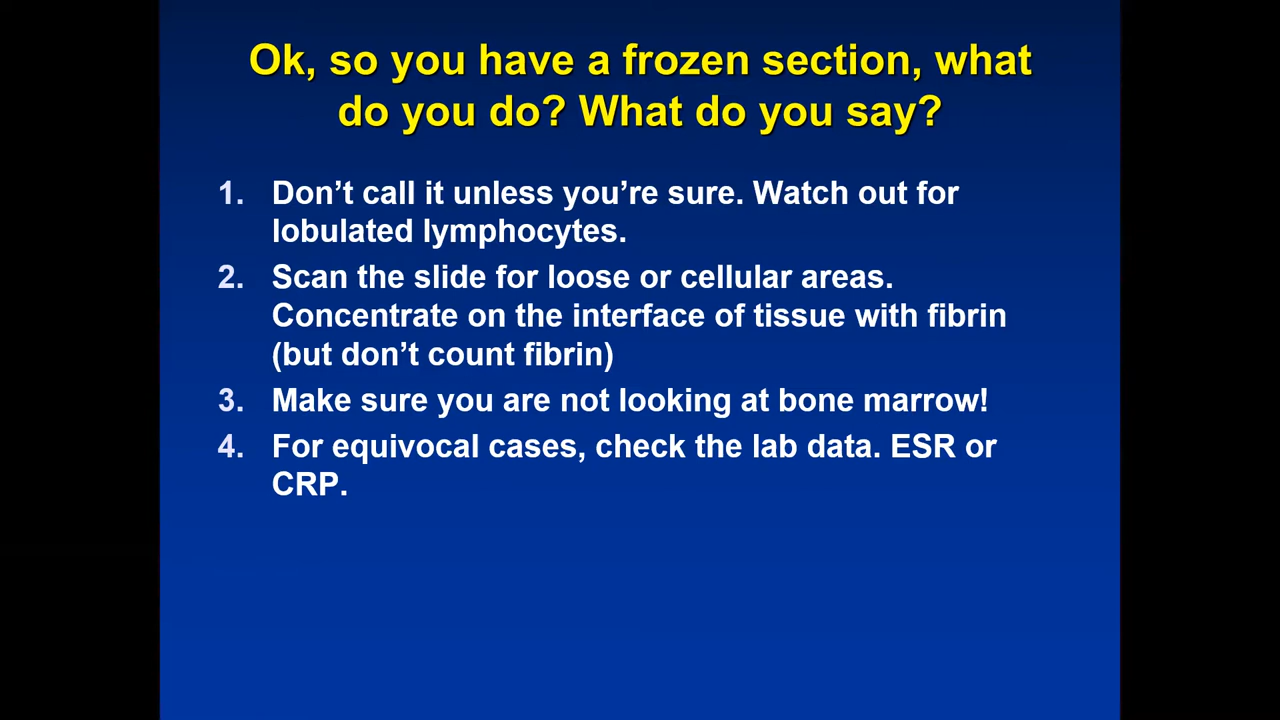 Ok, so you have a frozen section, what
do you do? What do you say?
1. Don’t call it unless you’re sure. Watch out for
lobulated lymphocytes.
2. Scan the slide for loose or cellular areas.
Concentrate on the interface of tissue with fibrin
(but don’t count fibrin)
3. Make sure you are not looking at bone marrow!
4. For equivocal cases, check the lab data. ESR or
CRP.